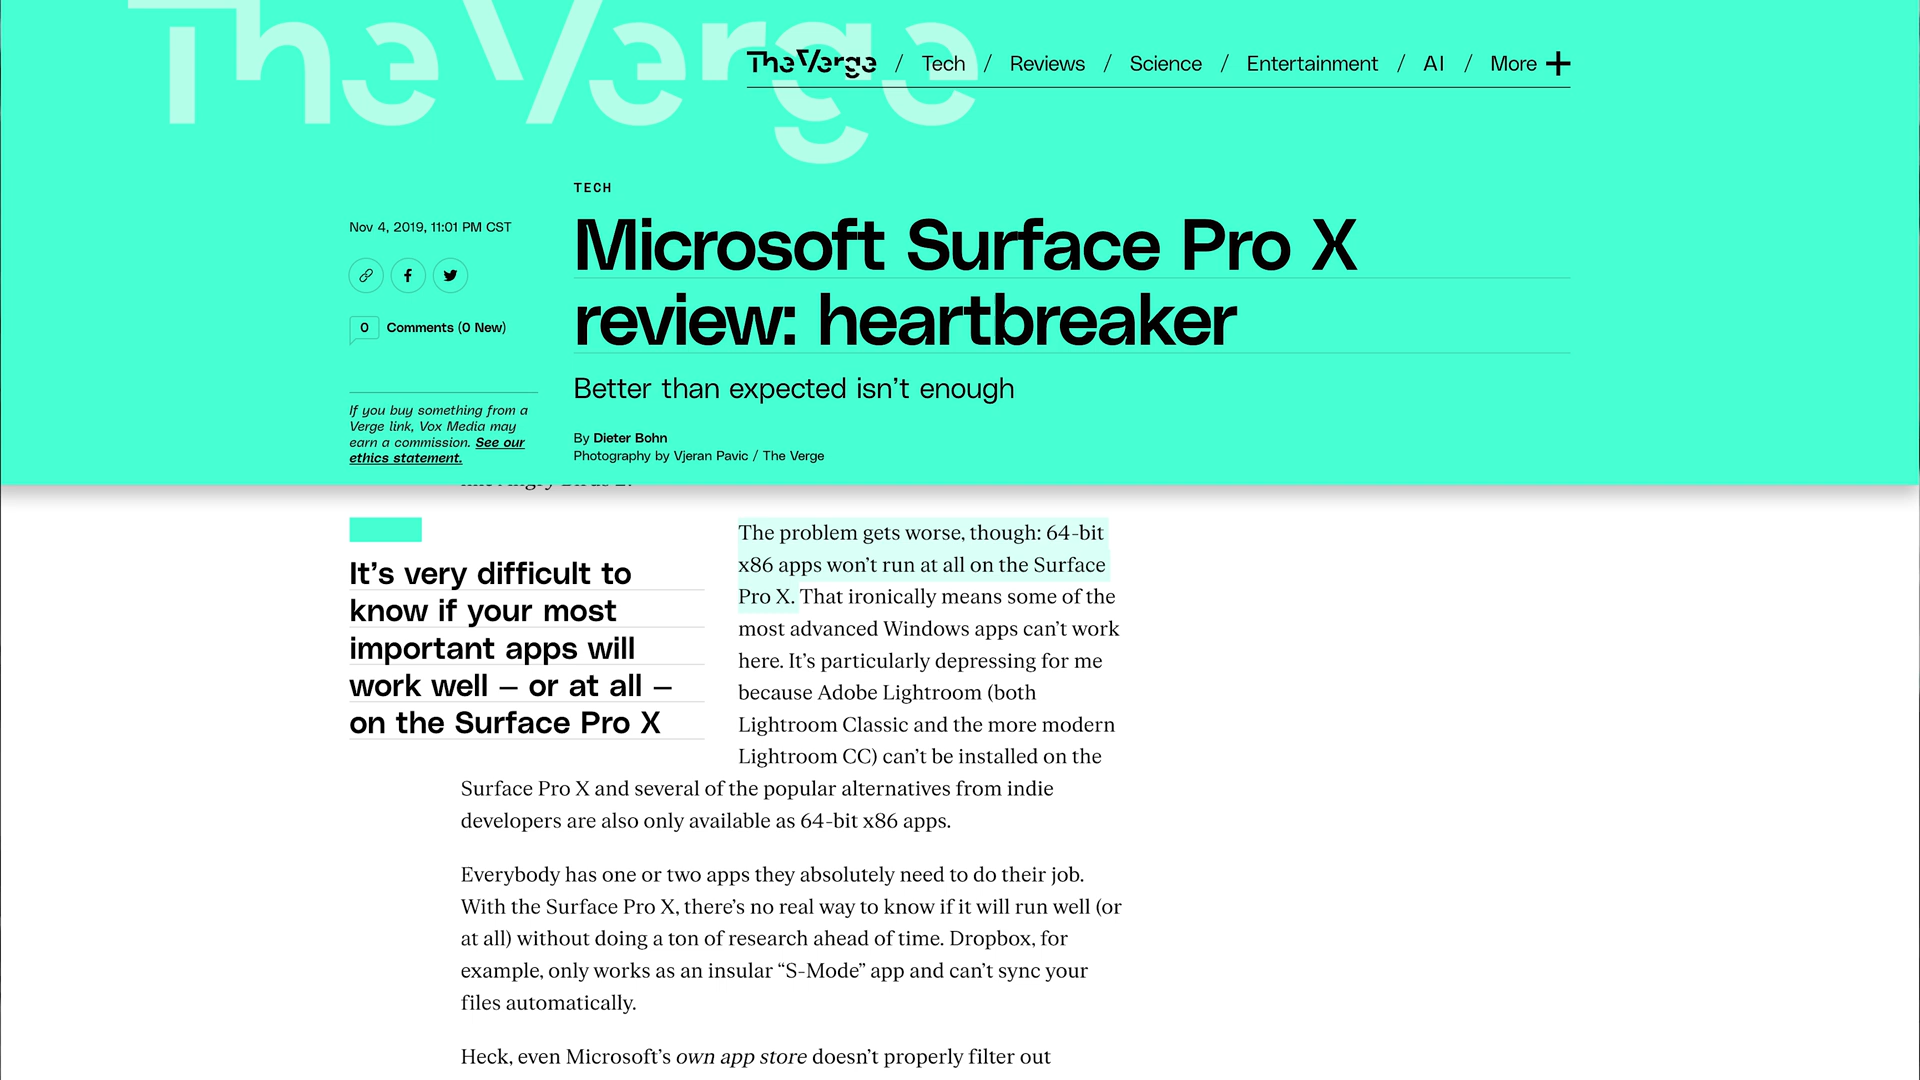 The Verge
The Verge / Tech / Reviews / Science / Entertainment / AI / More +
TECH
Nov 4, 2019, 11:01 PM CST
Microsoft Surface Pro X
review: heartbreaker
0 Comments (0 New)
Better than expected isn’t enough
If you buy something from a
Verge link, Vox Media may
earn a commission. See our
ethics statement.
By Dieter Bohn
Photography by Vjeran Pavic / The Verge
It’s very difficult to
know if your most
important apps will
work well – or at all –
on the Surface Pro X
The problem gets worse, though: 64-bit
x86 apps won’t run at all on the Surface
Pro X. That ironically means some of the
most advanced Windows apps can’t work
here. It’s particularly depressing for me
because Adobe Lightroom (both
Lightroom Classic and the more modern
Lightroom CC) can’t be installed on the
Surface Pro X and several of the popular alternatives from indie
developers are also only available as 64-bit x86 apps.
Everybody has one or two apps they absolutely need to do their job.
With the Surface Pro X, there’s no real way to know if it will run well (or
at all) without doing a ton of research ahead of time. Dropbox, for
example, only works as an insular “S-Mode” app and can’t sync your
files automatically.
Heck, even Microsoft’s own app store doesn’t properly filter out